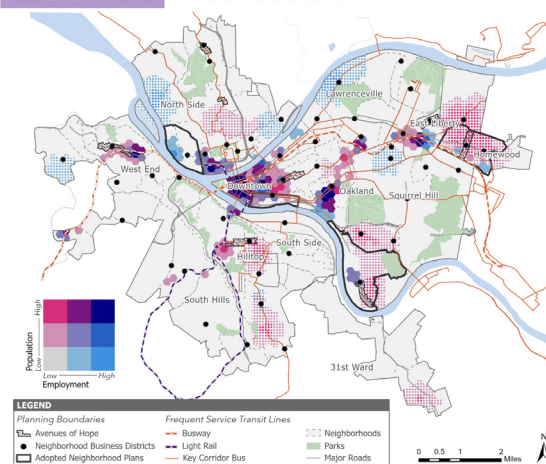 North Side
Lawrenceville
East Liberty
Homewood
West End
Downtown
Oakland
Squirrel Hill
South Side
Hilltop
South Hills
31st Ward
High
Population
Low
Low
High
Employment
LEGEND
Planning Boundaries
Avenues of Hope
Neighborhood Business Districts
Adopted Neighborhood Plans
Frequent Service Transit Lines
Busway
Light Rail
Key Corridor Bus
Neighborhoods
Parks
Major Roads
0 0.5 1 2
Miles
N